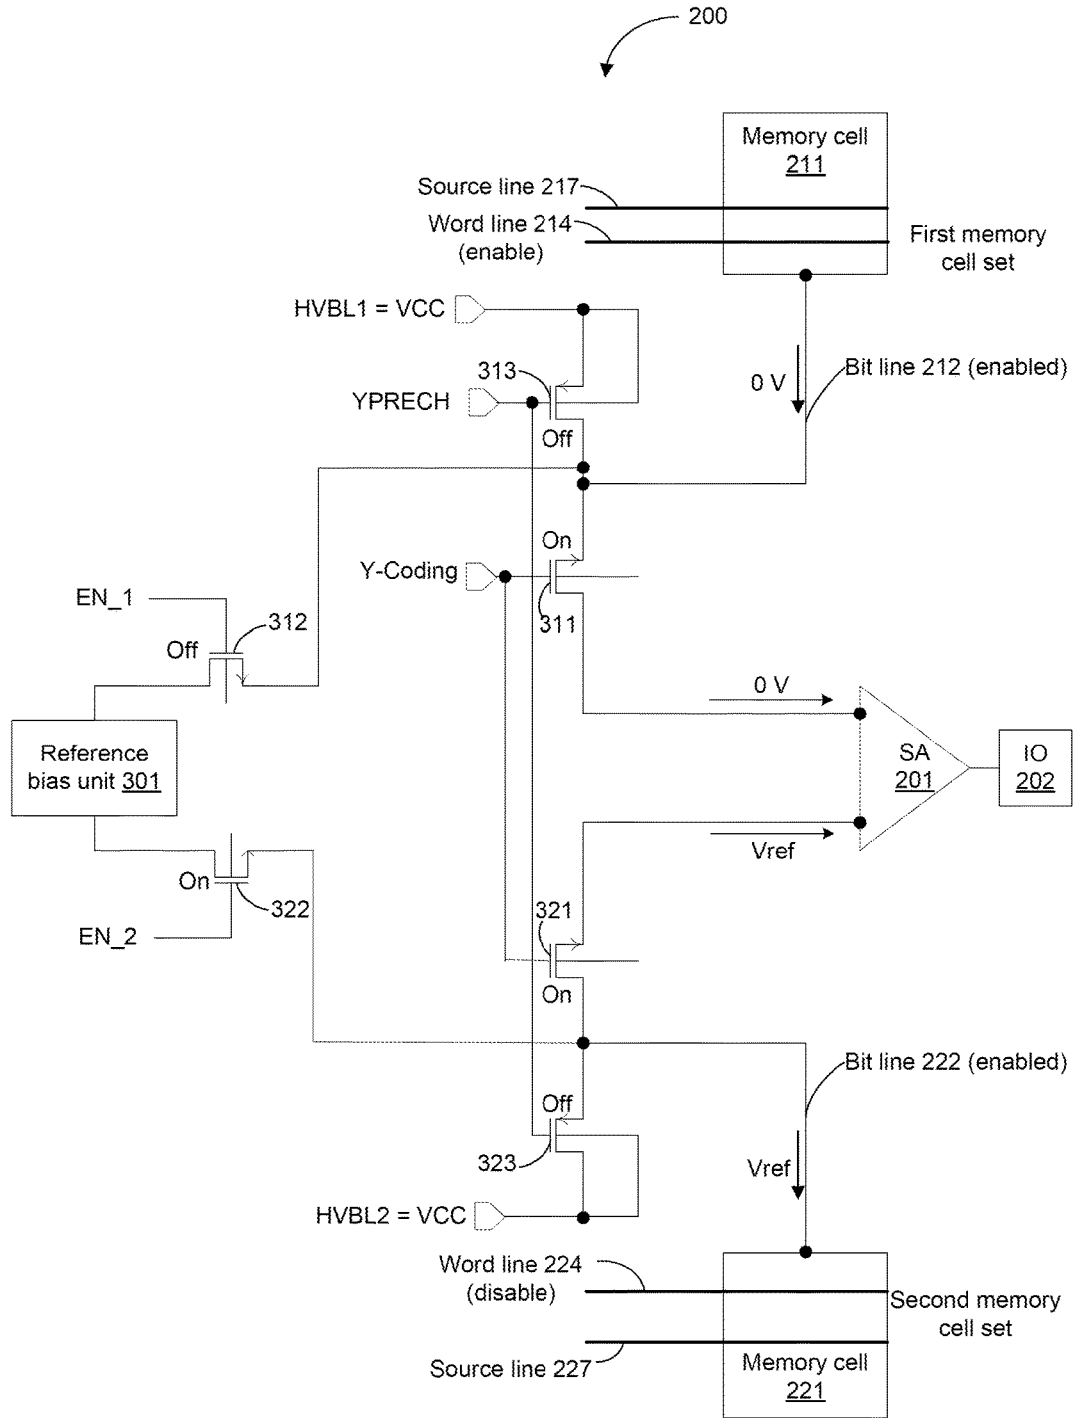 200
Memory cell
211
Source line 217
Word line 214
(enable)
First memory
cell set
HVBL1 = VCC
313
YPRECH
Off
0 V
Bit line 212 (enabled)
On
Y-Coding
311
EN_1
312
Off
0 V
Reference
bias unit 301
SA
201
IO
202
Vref
On
322
EN_2
321
On
Bit line 222 (enabled)
Off
323
Vref
HVBL2 = VCC
Word line 224
(disable)
Second memory
cell set
Source line 227
Memory cell
221